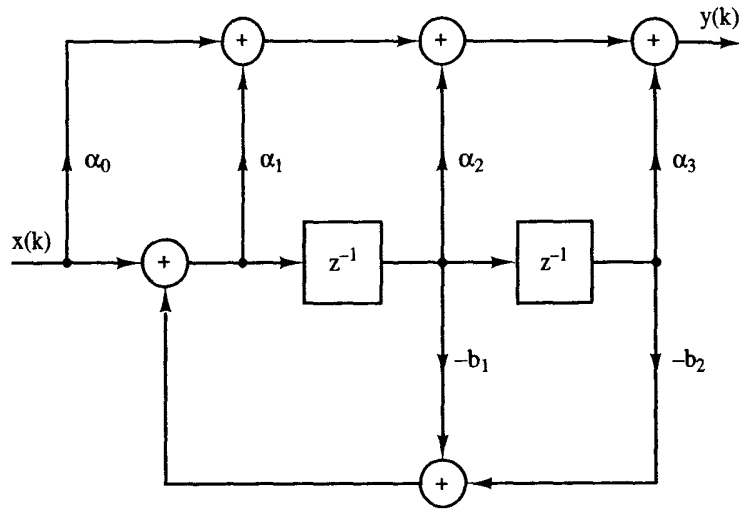 y(k)
+ + +
α₀ α₁ α₂ α₃
x(k)
+ z⁻¹ z⁻¹
–b₁ –b₂
+